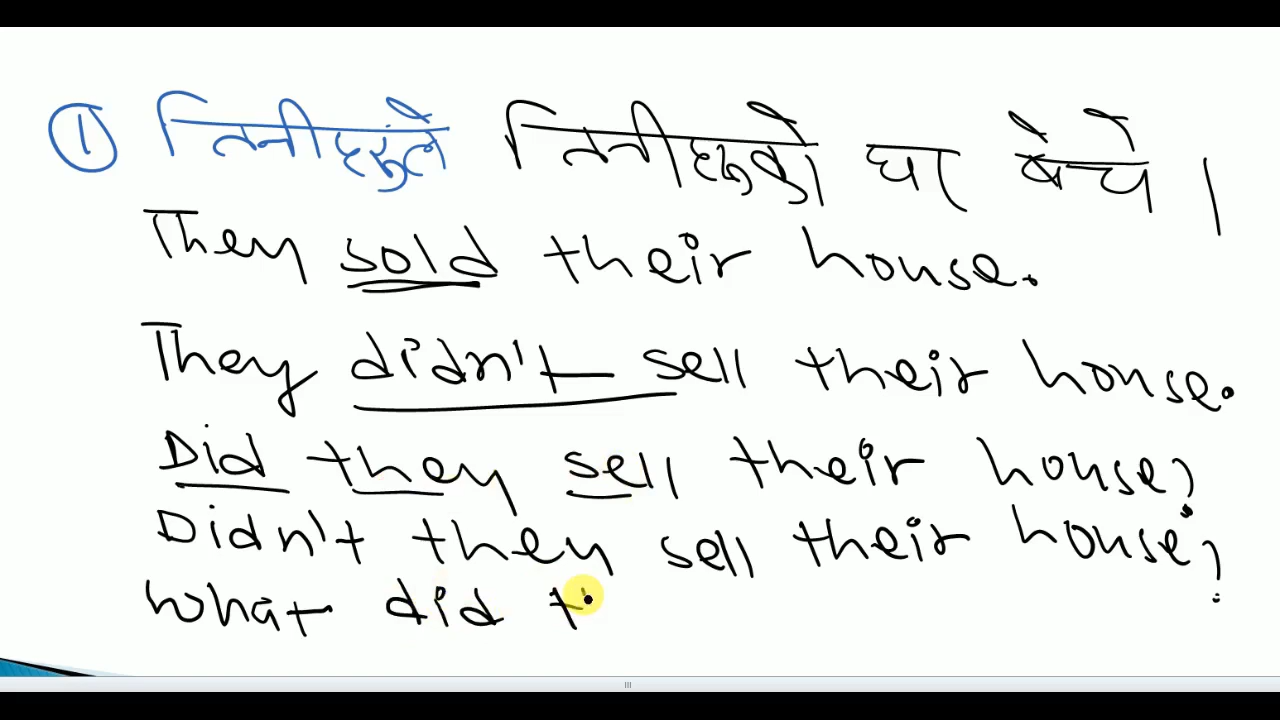 ① तिनीहरूले तिनीहरूको घर बेचे ।
They sold their house.
They didn't sell their house.
Did they sell their house?
Didn't they sell their house?
What did t